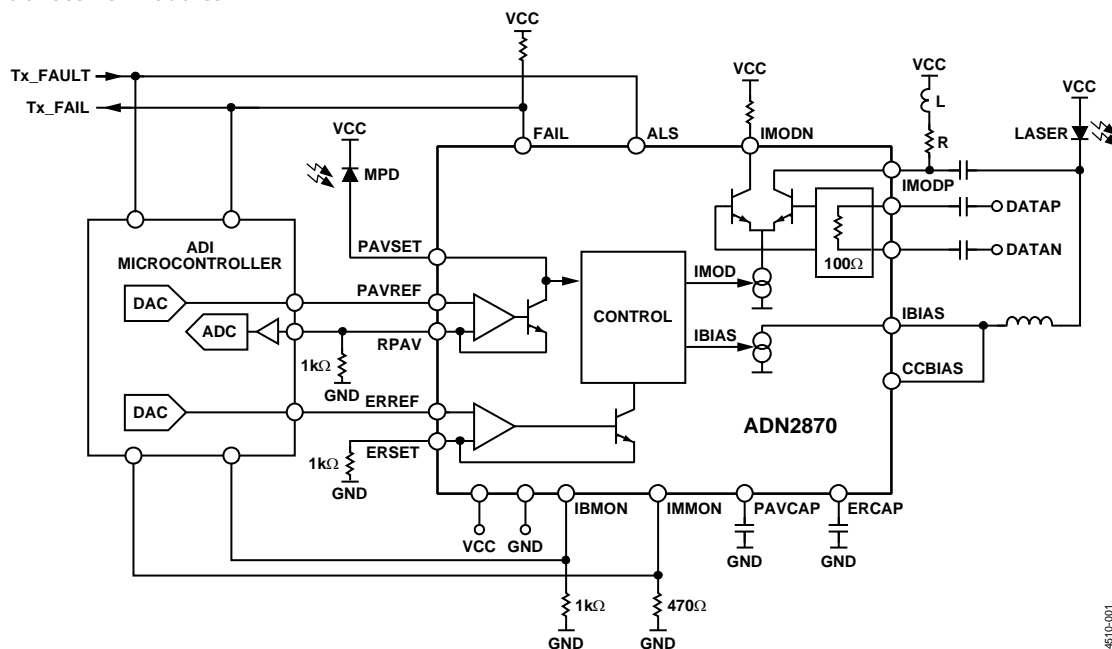 VCC
Tx_FAULT
Tx_FAIL
VCC
VCC
L
VCC
LASER
R
VCC
MPD
FAIL
ALS
IMODN
IMODP
DATAP
DATAN
100Ω
ADI
MICROCONTROLLER
PAVSET
DAC
PAVREF
ADC
RPAV
1kΩ
GND
CONTROL
IMOD
IBIAS
IBIAS
CCBIAS
DAC
ERREF
ERSET
1kΩ
GND
ADN2870
VCC
GND
IBMON
IMMON
PAVCAP
ERCAP
GND
GND
1kΩ
470Ω
GND
GND
4510-001